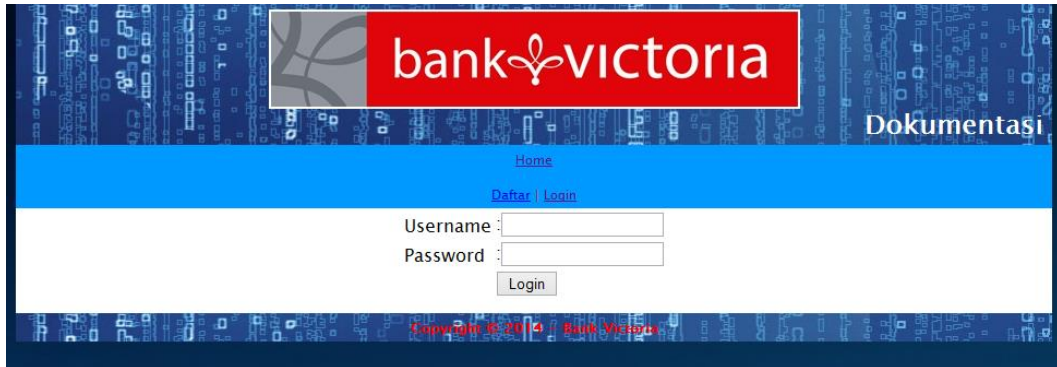 bank victoria
Dokumentasi
Home
Daftar | Login
Username :
Password :
Login
Copyright © 2014 - Bank Victoria